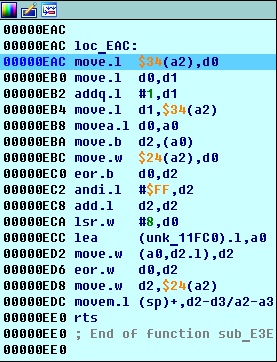 00000EAC
00000EAC loc_EAC:
00000EAC move.l $34(a2),d0
00000EB0 move.l d0,d1
00000EB2 addq.l #1,d1
00000EB4 move.l d1,$34(a2)
00000EB8 movea.l d0,a0
00000EBA move.b d2,(a0)
00000EBC move.w $24(a2),d0
00000EC0 eor.b d0,d2
00000EC2 andi.l #$FF,d2
00000EC8 add.l d2,d2
00000ECA lsr.w #8,d0
00000ECC lea (unk_11FC0).l,a0
00000ED2 move.w (a0,d2.l),d2
00000ED6 eor.w d0,d2
00000ED8 move.w d2,$24(a2)
00000EDC movem.l (sp)+,d2-d3/a2-a3
00000EE0 rts
00000EE0 ; End of function sub_E3E
00000EE0